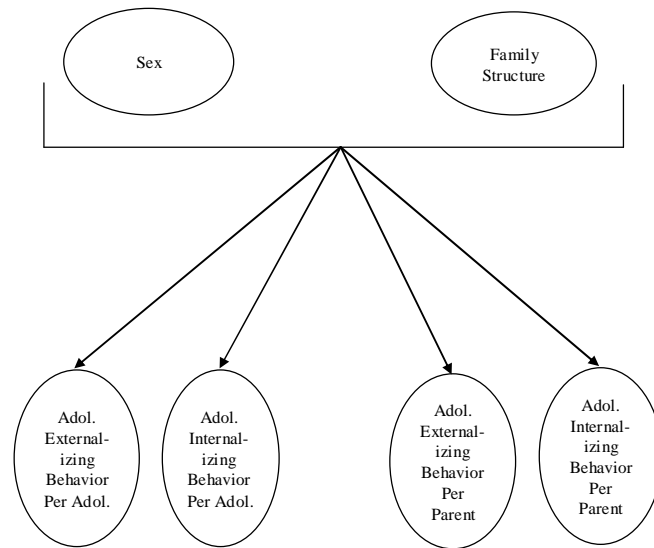 Sex
Family
Structure
Adol.
External-
izing
Behavior
Per Adol.
Adol.
Internal-
izing
Behavior
Per Adol.
Adol.
External-
izing
Behavior
Per
Parent
Adol.
Internal-
izing
Behavior
Per
Parent